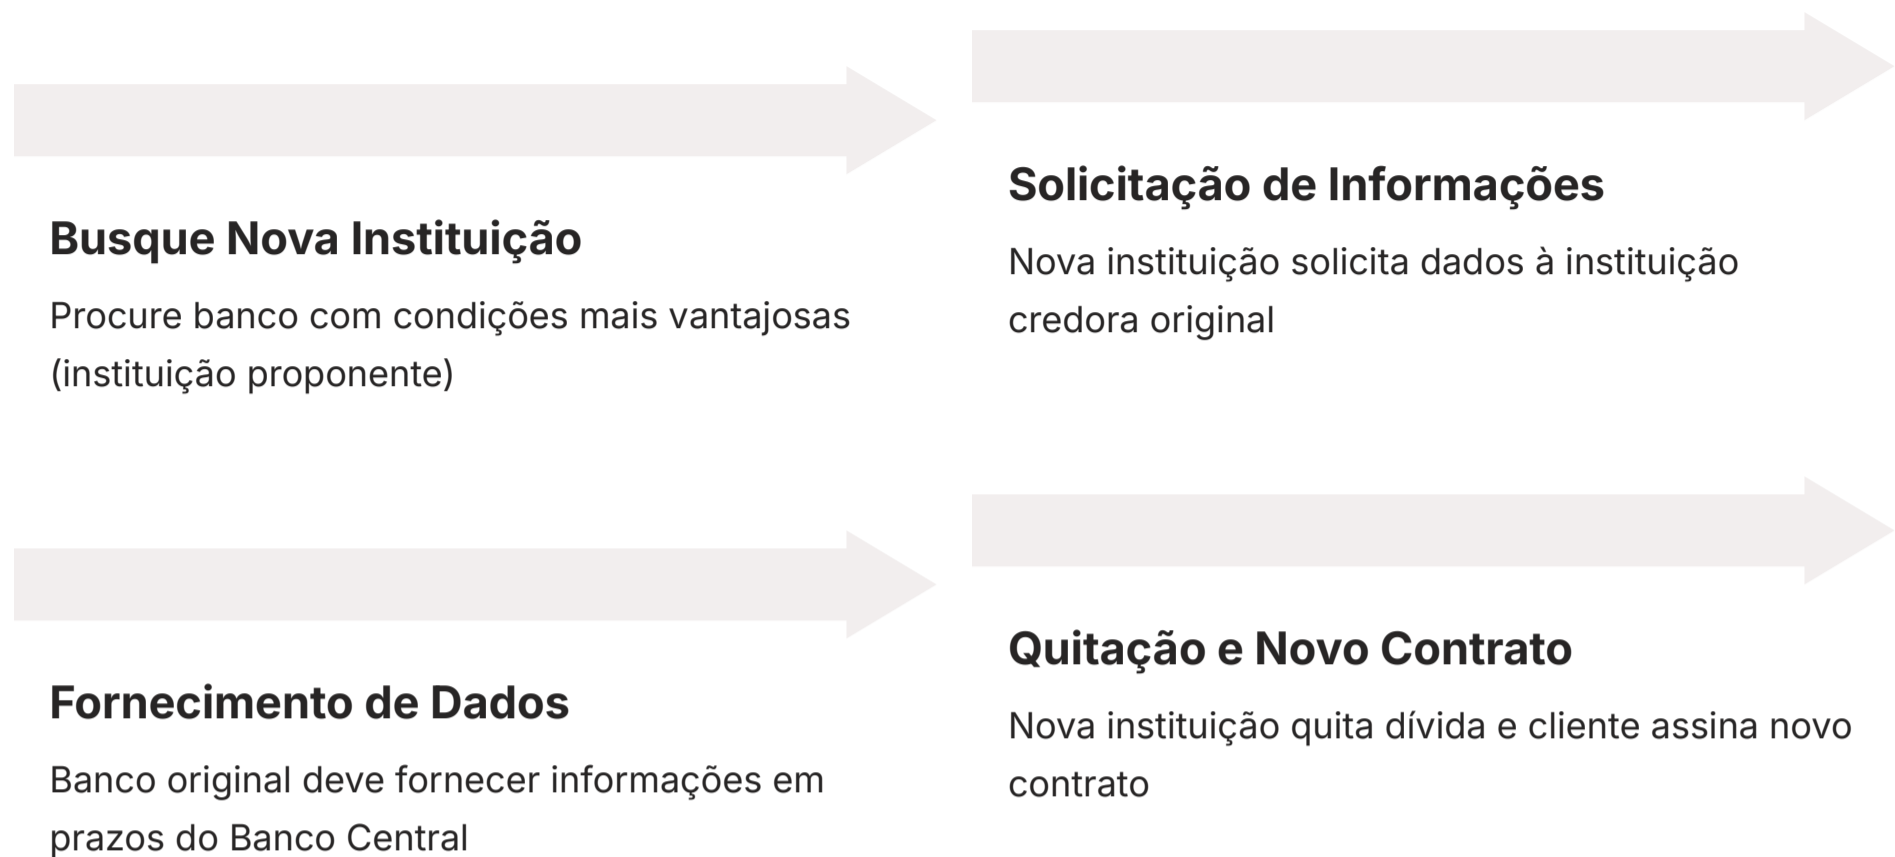 Busque Nova Instituição
Procure banco com condições mais vantajosas
(instituição proponente)
Solicitação de Informações
Nova instituição solicita dados à instituição
credora original
Fornecimento de Dados
Banco original deve fornecer informações em
prazos do Banco Central
Quitação e Novo Contrato
Nova instituição quita dívida e cliente assina novo
contrato